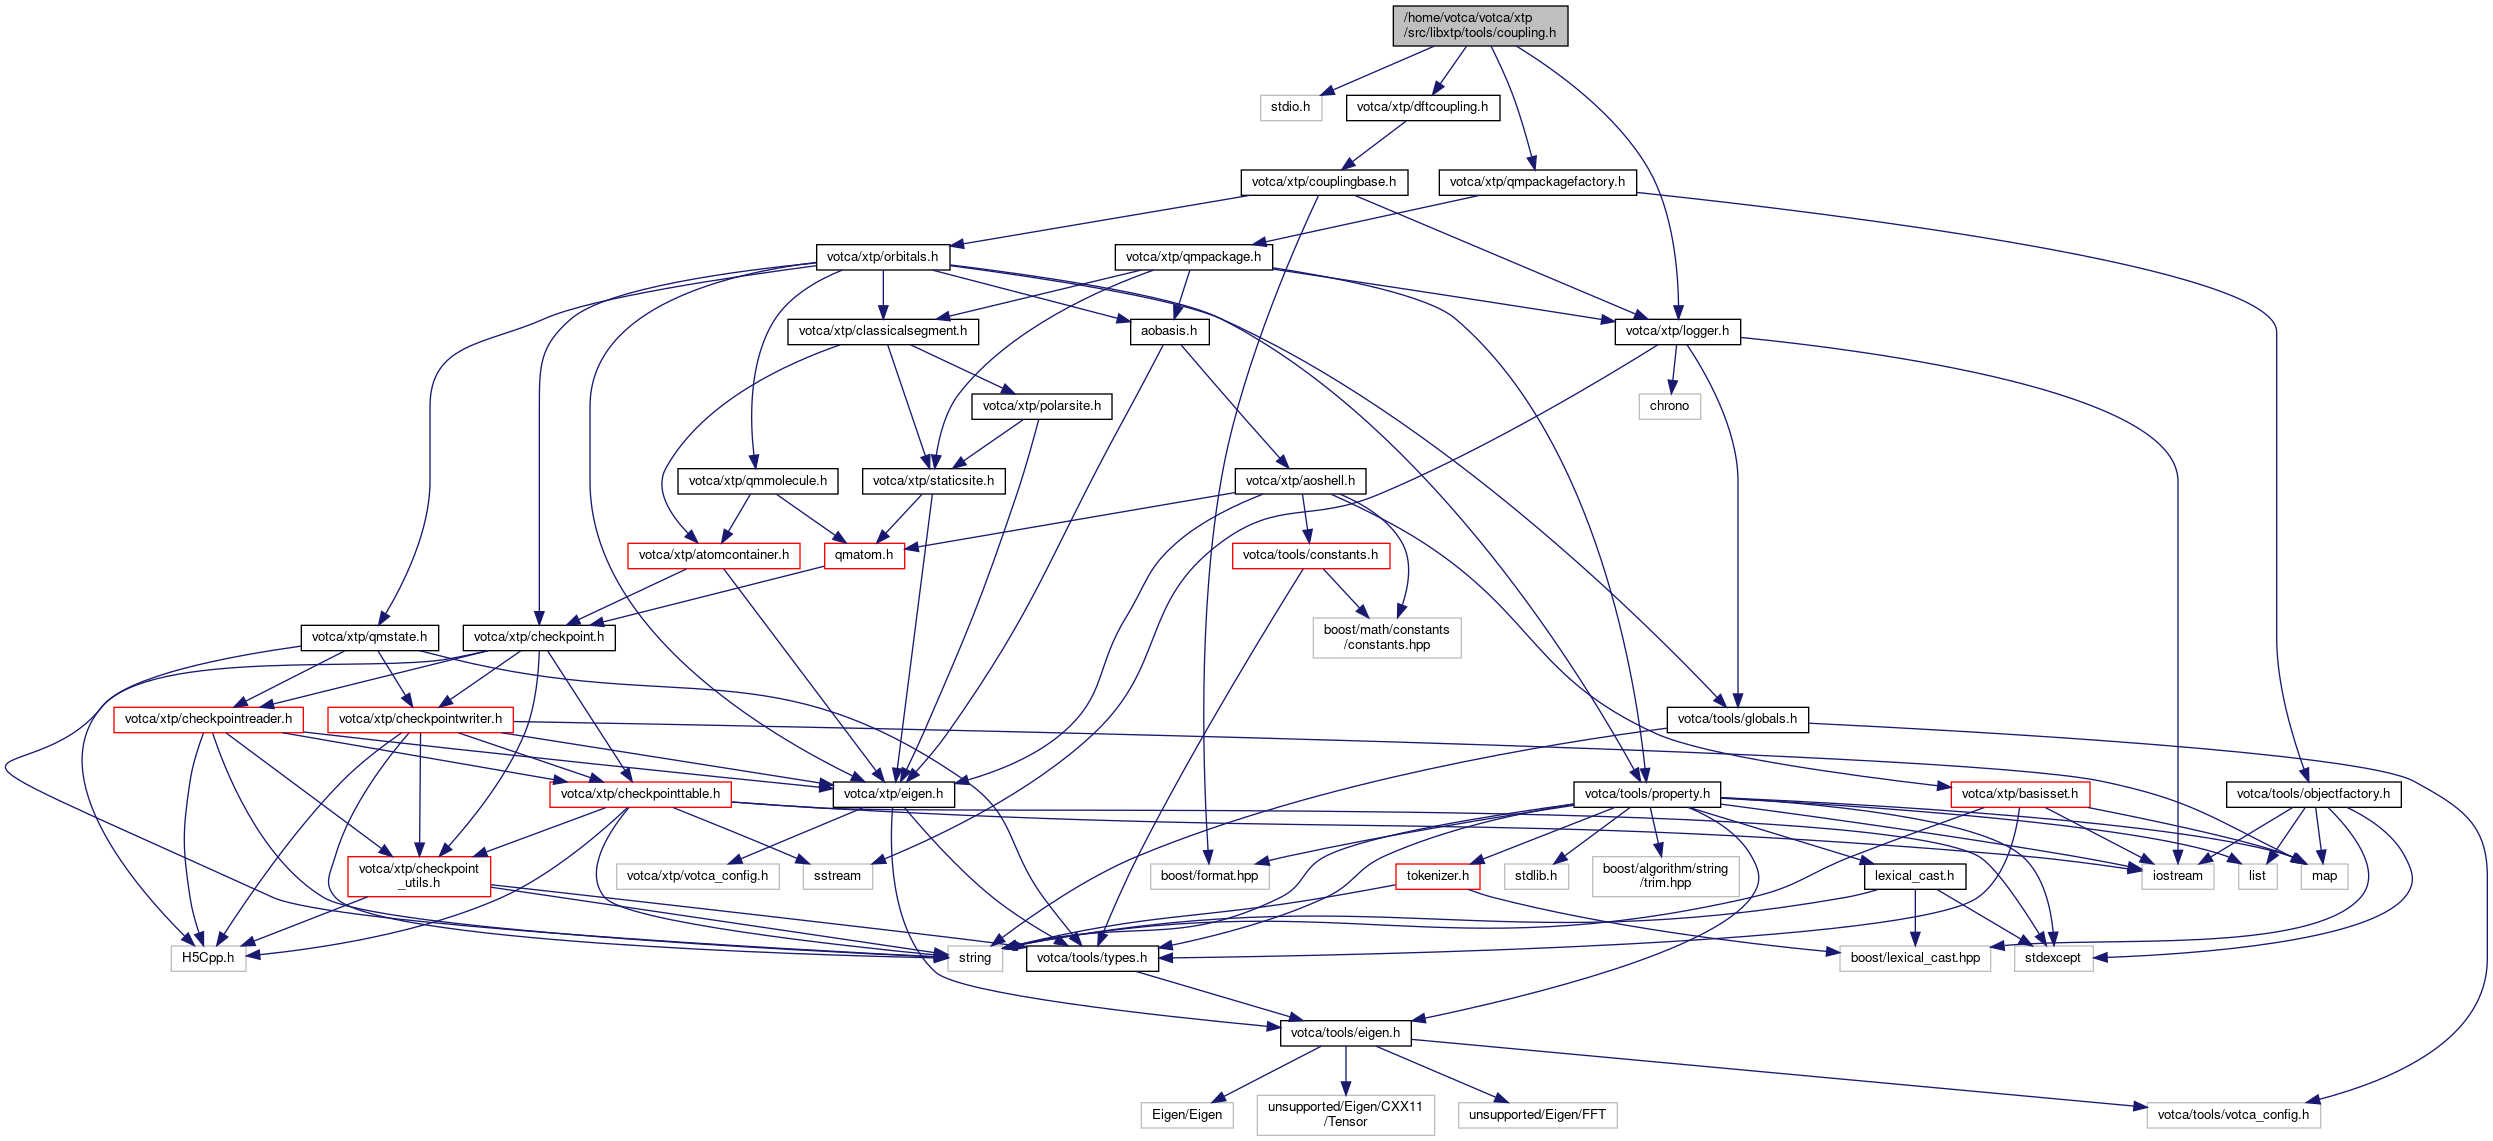 /home/votca/votca/xtp
/src/libxtp/tools/coupling.h
stdio.h
votca/xtp/dftcoupling.h
votca/xtp/couplingbase.h
votca/xtp/qmpackagefactory.h
votca/xtp/orbitals.h
votca/xtp/qmpackage.h
votca/xtp/classicalsegment.h
aobasis.h
votca/xtp/logger.h
votca/xtp/polarsite.h
chrono
votca/xtp/qmmolecule.h
votca/xtp/staticsite.h
votca/xtp/aoshell.h
votca/xtp/atomcontainer.h
qmatom.h
votca/tools/constants.h
votca/xtp/qmstate.h
votca/xtp/checkpoint.h
boost/math/constants
/constants.hpp
votca/xtp/checkpointreader.h
votca/xtp/checkpointwriter.h
votca/tools/globals.h
votca/xtp/checkpointtable.h
votca/xtp/eigen.h
votca/tools/property.h
votca/xtp/basisset.h
votca/tools/objectfactory.h
votca/xtp/checkpoint
_utils.h
votca/xtp/votca_config.h
sstream
boost/format.hpp
tokenizer.h
stdlib.h
boost/algorithm/string
/trim.hpp
lexical_cast.h
iostream
list
map
H5Cpp.h
string
votca/tools/types.h
boost/lexical_cast.hpp
stdexcept
votca/tools/eigen.h
Eigen/Eigen
unsupported/Eigen/CXX11
/Tensor
unsupported/Eigen/FFT
votca/tools/votca_config.h